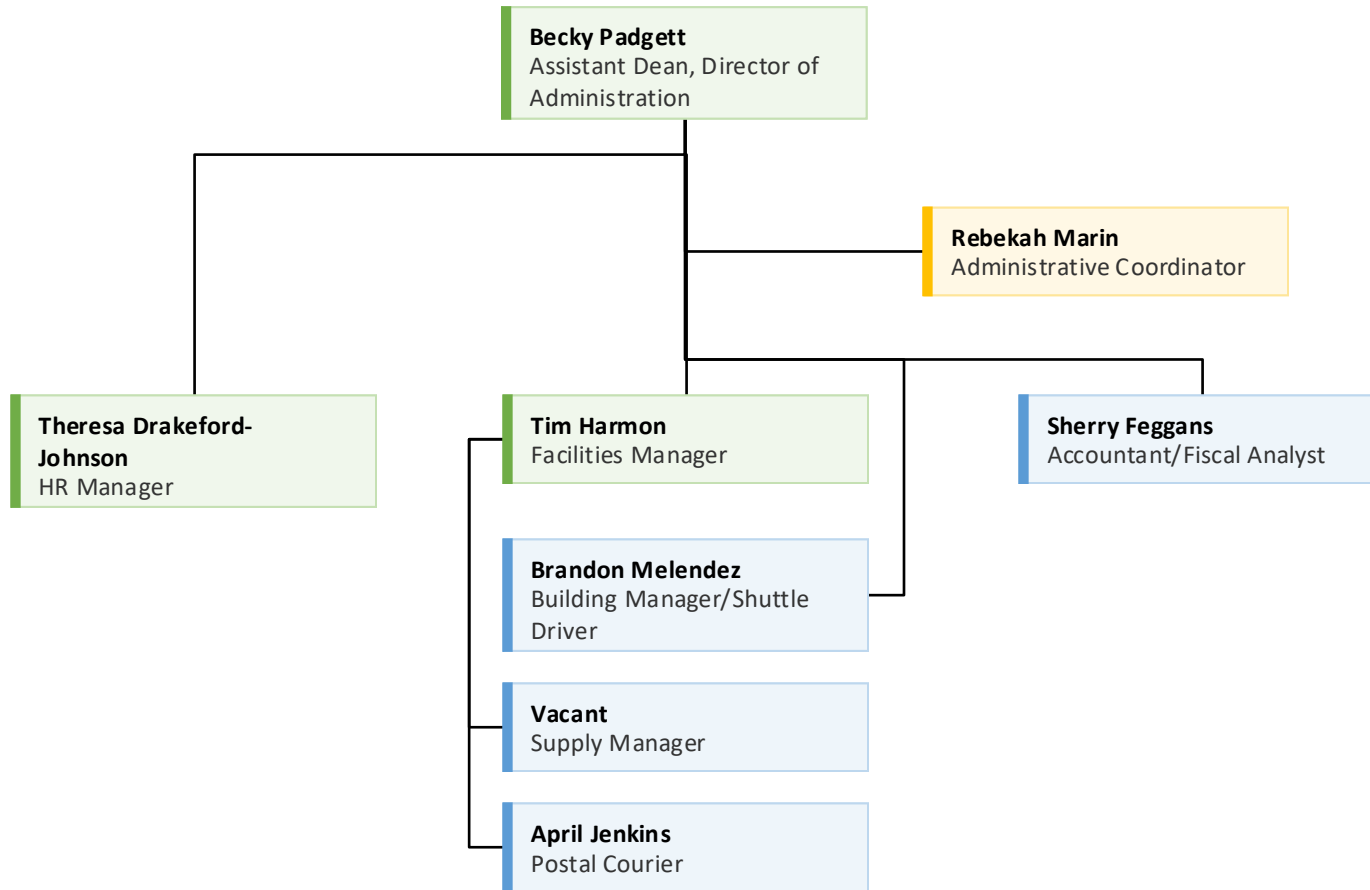 Becky Padgett
Assistant Dean, Director of
Administration
Rebekah Marin
Administrative Coordinator
Theresa Drakeford-
Johnson
HR Manager
Tim Harmon
Facilities Manager
Sherry Feggans
Accountant/Fiscal Analyst
Brandon Melendez
Building Manager/Shuttle
Driver
Vacant
Supply Manager
April Jenkins
Postal Courier